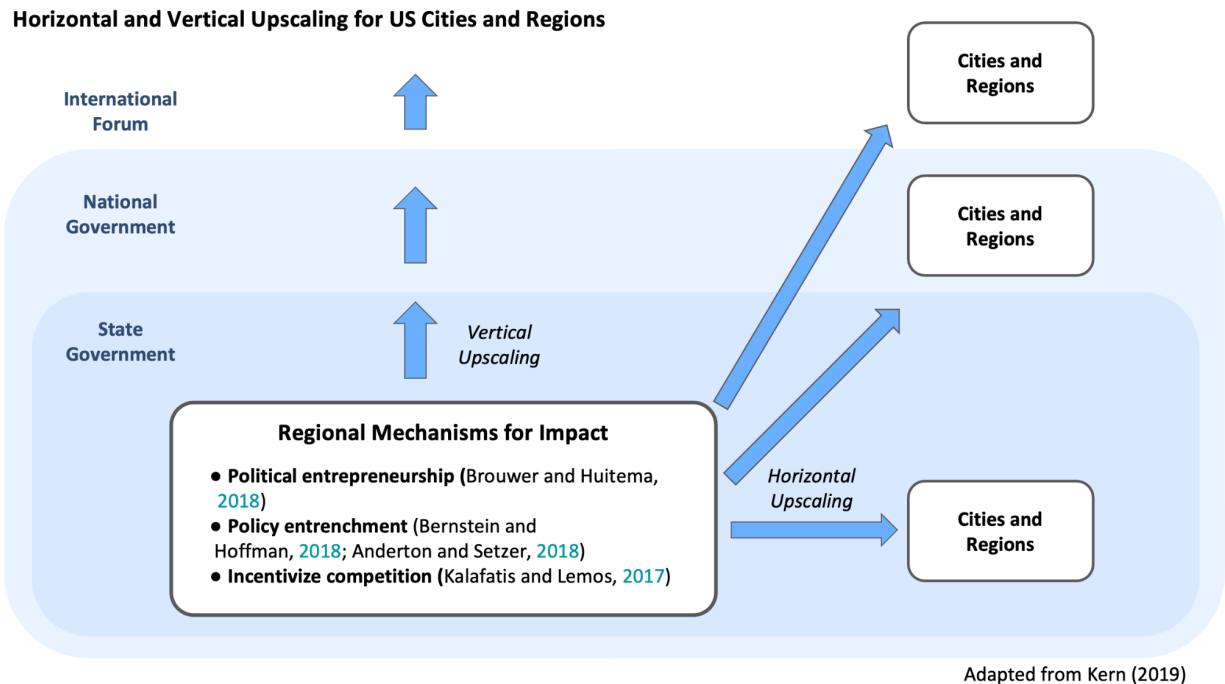 Horizontal and Vertical Upscaling for US Cities and Regions
International
Forum
Cities and
Regions
National
Government
Cities and
Regions
State
Government
Vertical
Upscaling
Regional Mechanisms for Impact
● Political entrepreneurship (Brouwer and Huitema,
2018)
● Policy entrenchment (Bernstein and
Hoffman, 2018; Anderton and Setzer, 2018)
● Incentivize competition (Kalafatis and Lemos, 2017)
Horizontal
Upscaling
Cities and
Regions
Adapted from Kern (2019)